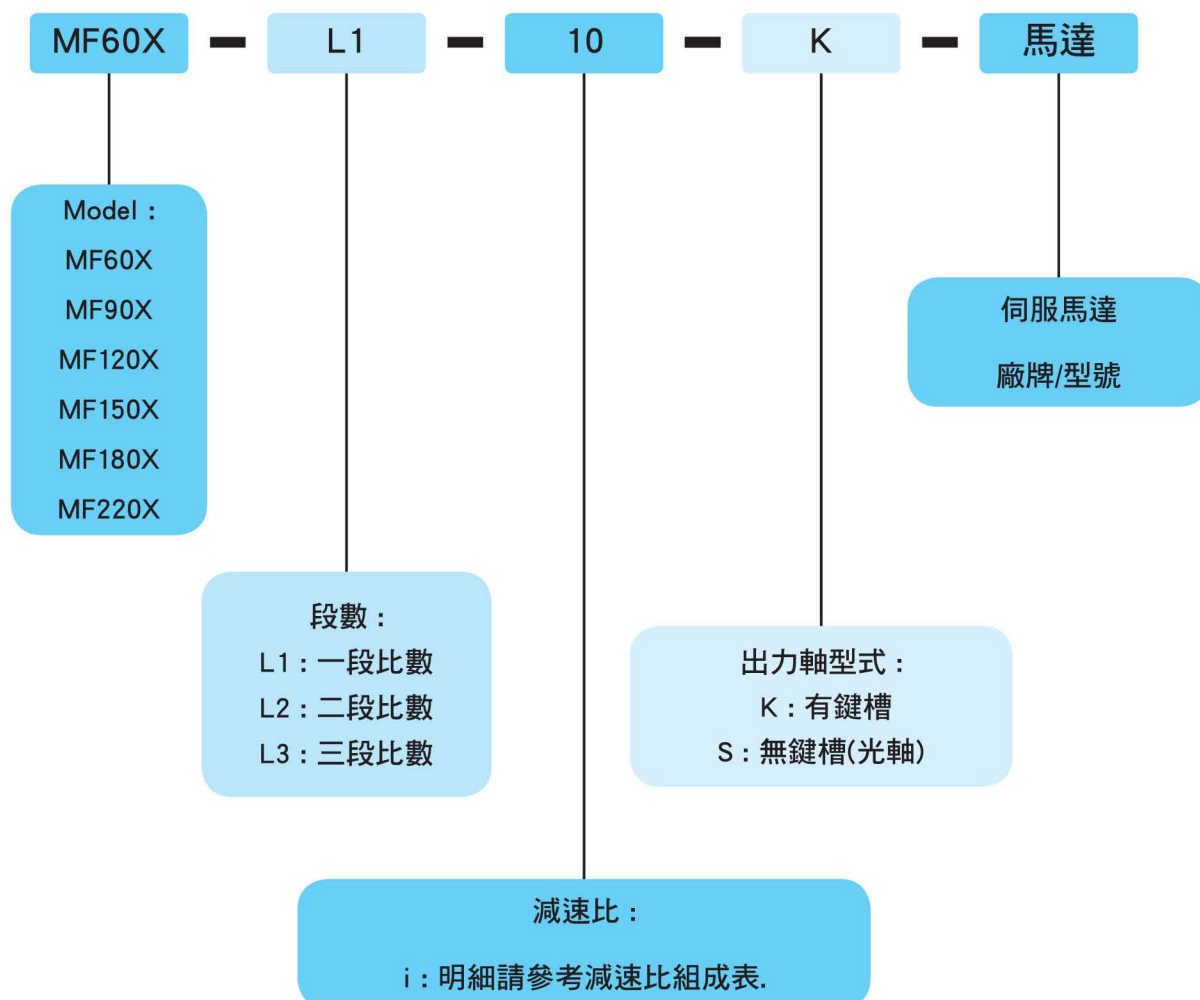 MF60X - L1 - 10 - K - 馬達
Model :
MF60X
MF90X
MF120X
MF150X
MF180X
MF220X
伺服馬達
廠牌/型號
段數 :
L1 : 一段比數
L2 : 二段比數
L3 : 三段比數
出力軸型式 :
K : 有鍵槽
S : 無鍵槽(光軸)
減速比 :
i : 明細請參考減速比組成表.